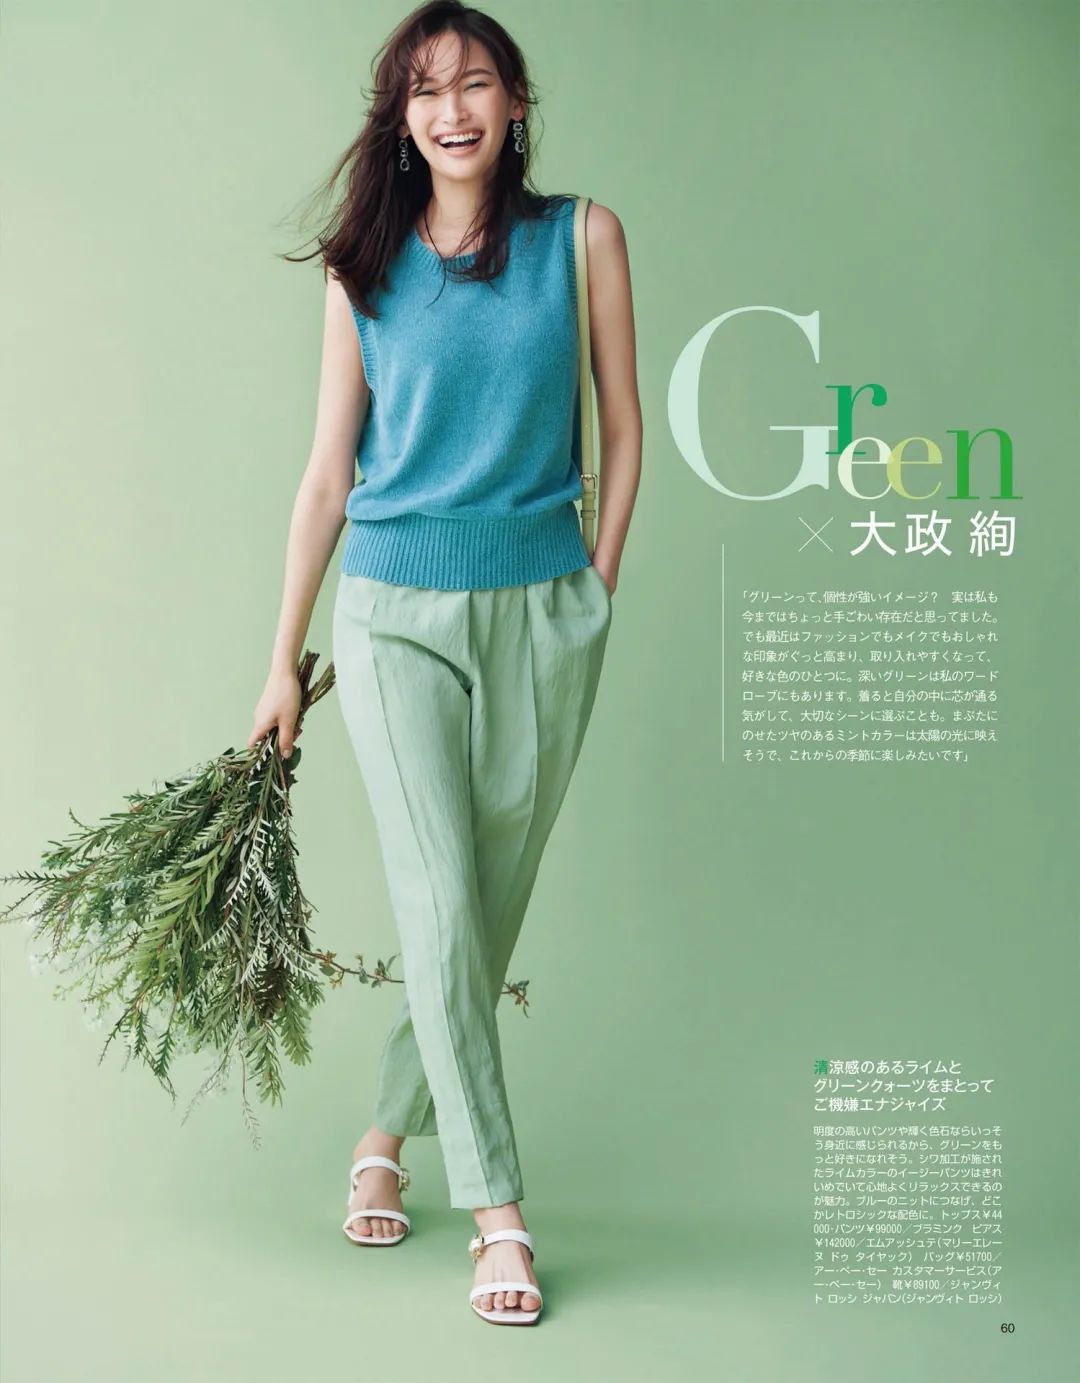 Green
×大政 絢
「グリーンって、個性が強いイメージ？　実は私も
今まではちょっと手ごわい存在だと思ってました。
でも最近はファッションでもメイクでもおしゃれ
な印象がぐっと高まり、取り入れやすくなって、
好きな色のひとつに。深いグリーンは私のワード
ローブにもあります。着ると自分の中に芯が通る
気がして、大切なシーンに選ぶことも。まぶたに
のせたツヤのあるミントカラーは太陽の光に映え
そうで、これからの季節に楽しみたいです」
清涼感のあるライムと
グリーンクォーツをまとって
ご機嫌エナジャイズ
明度の高いパンツや輝く色石ならいっそ
う身近に感じられるから、グリーンをも
っと好きになれそう。シワ加工が施され
たライムカラーのイージーパンツはきれ
いめでいて心地よくリラックスできるの
が魅力。ブルーのニットにつなげ、どこ
かレトロシックな配色に。トップス¥44
000・パンツ¥99000／ブラミンク　ピアス
¥142000／エムアッシュテ（マリーエレー
ヌ ドゥ タイヤック）　バッグ¥51700／
アー・ペー・セー カスタマーサービス（ア
ー・ペー・セー）　靴¥89100／ジャンヴィ
ト ロッシ ジャパン（ジャンヴィト ロッシ）
60